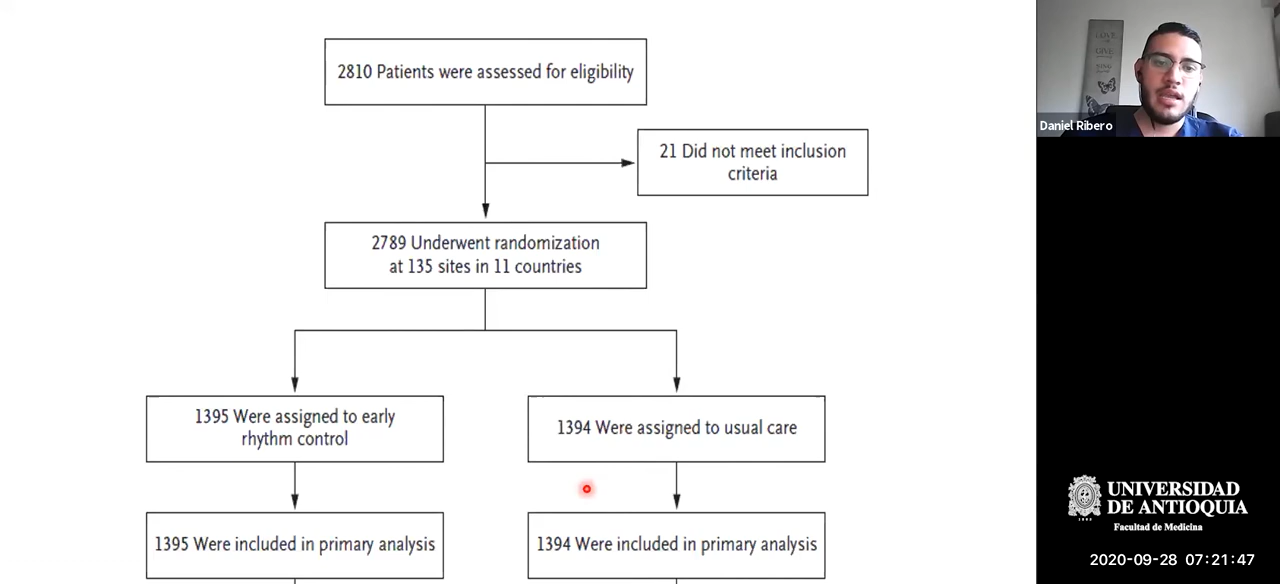 2810 Patients were assessed for eligibility
21 Did not meet inclusion
criteria
2789 Underwent randomization
at 135 sites in 11 countries
1395 Were assigned to early
rhythm control
1394 Were assigned to usual care
1395 Were included in primary analysis
1394 Were included in primary analysis
LOVE
GIVE
Daniel Ribero
UNIVERSIDAD
DE ANTIOQUIA
1803
Facultad de Medicina
2020-09-28 07:21:47